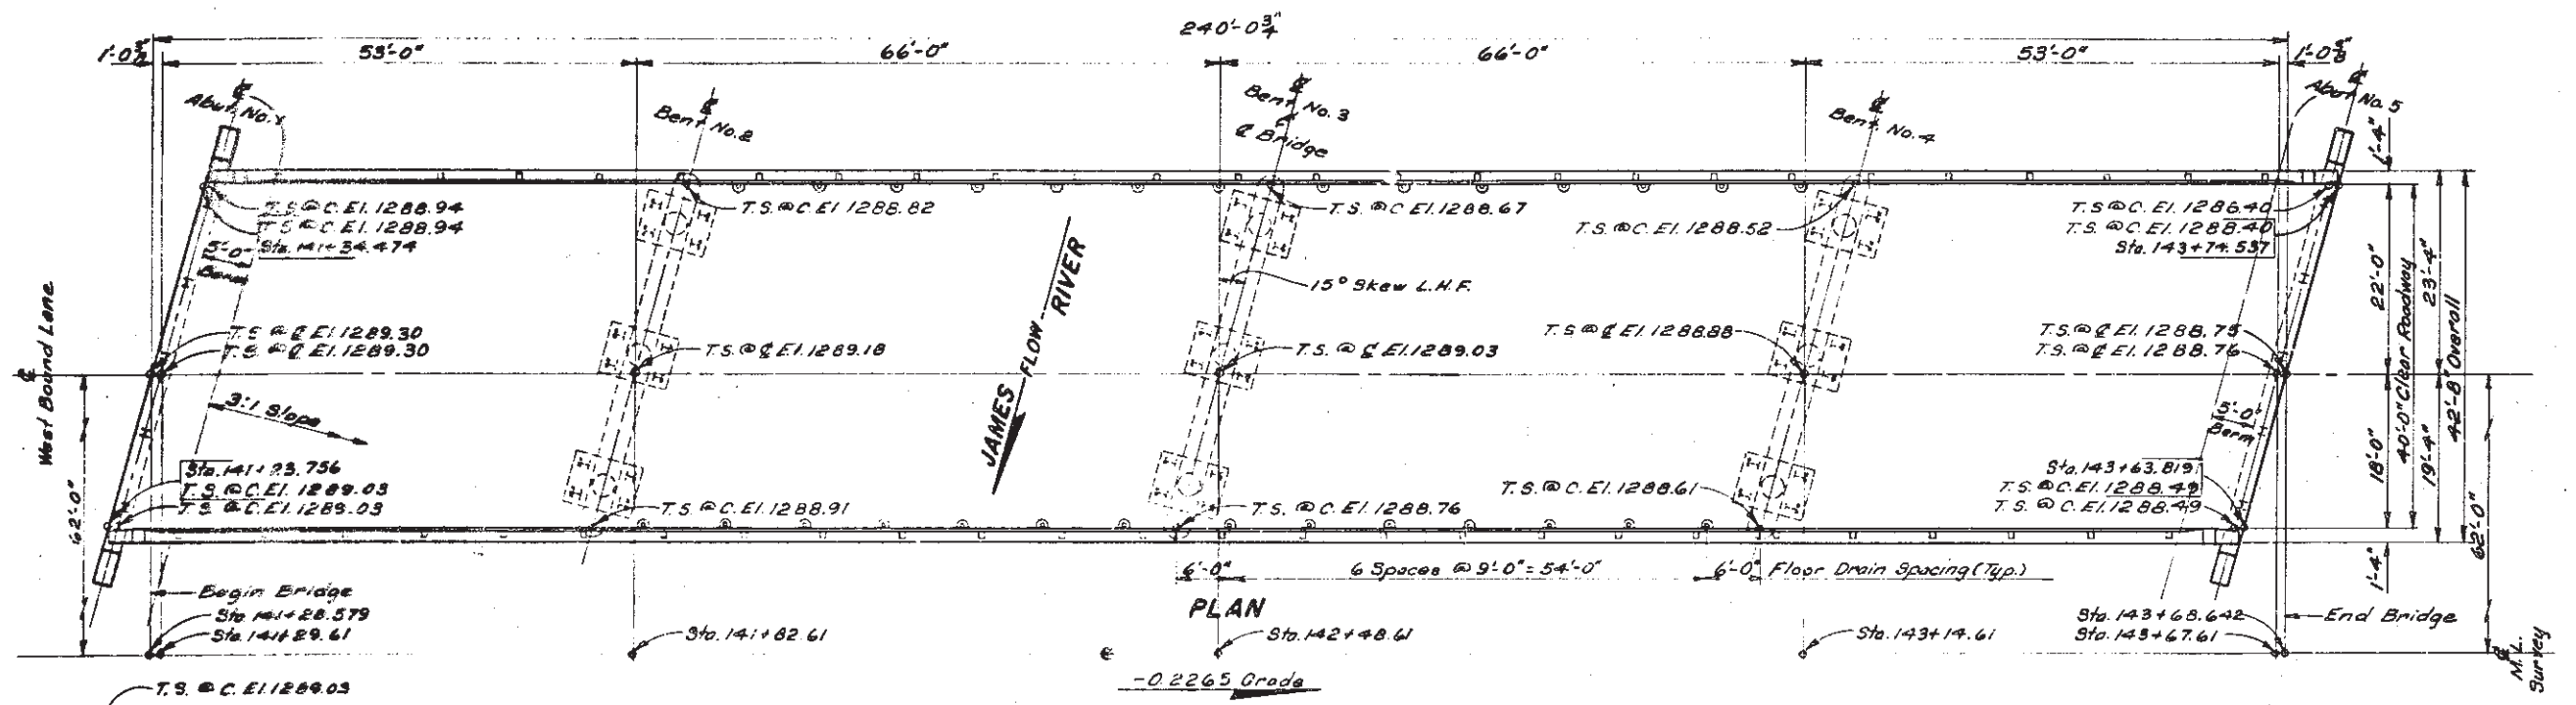 240'-0 3/4"
1'-0 3/8"
53'-0"
66'-0"
66'-0"
53'-0"
1'-0 3/8"
℄
Abut No. 1
℄
Bent No. 2
℄
Bent No. 3
℄ Bridge
℄
Bent No. 4
℄
Abut No. 5
1'-4"
T.S. @ C. El. 1288.94
T.S. @ C. El. 1288.94
Sta. 141+34.474
T.S. @ C. El. 1288.82
T.S. @ C. El. 1288.67
T.S. @ C. El. 1288.52
T.S @ C. El. 1286.40
T.S. @ C. El. 1288.40
Sta. 143+74.537
5'-0"
Berm
15° Skew L.H.F.
JAMES FLOW RIVER
22'-0"
40'-0" Clear Roadway
23'-4"
42'-8" Overall
West Bound Lane
℄
T.S. @ ℄ El. 1289.30
T.S. @ ℄ El. 1289.30
T.S. @ ℄ El. 1289.18
T.S. @ ℄ El. 1289.03
T.S @ ℄ El. 1288.88
T.S. @ ℄ El. 1288.75
T.S. @ ℄ El. 1288.76
3:1 Slope
5'-0"
Berm
18'-0"
19'-4"
62'-0"
62'-0"
Sta. 141+23.756
T.S. @ C. El. 1289.03
T.S. @ C. El. 1289.03
T.S. @ C. El. 1288.91
T.S. @ C. El. 1288.76
T.S. @ C. El. 1288.61
Sta. 143+63.819
T.S. @ C. El. 1288.49
T.S. @ C. El. 1288.49
1'-4"
6'-0"
6 Spaces @ 9'-0" = 54'-0"
6'-0" Floor Drain Spacing (Typ.)
Begin Bridge
PLAN
End Bridge
Sta 141+28.579
Sta 141+29.61
Sta. 141+82.61
Sta. 142+48.61
Sta. 143+14.61
Sta. 143+68.642
Sta. 143+67.61
℄
M.L. Survey
-0.2265 Grade
T.S. @ C. El. 1289.03